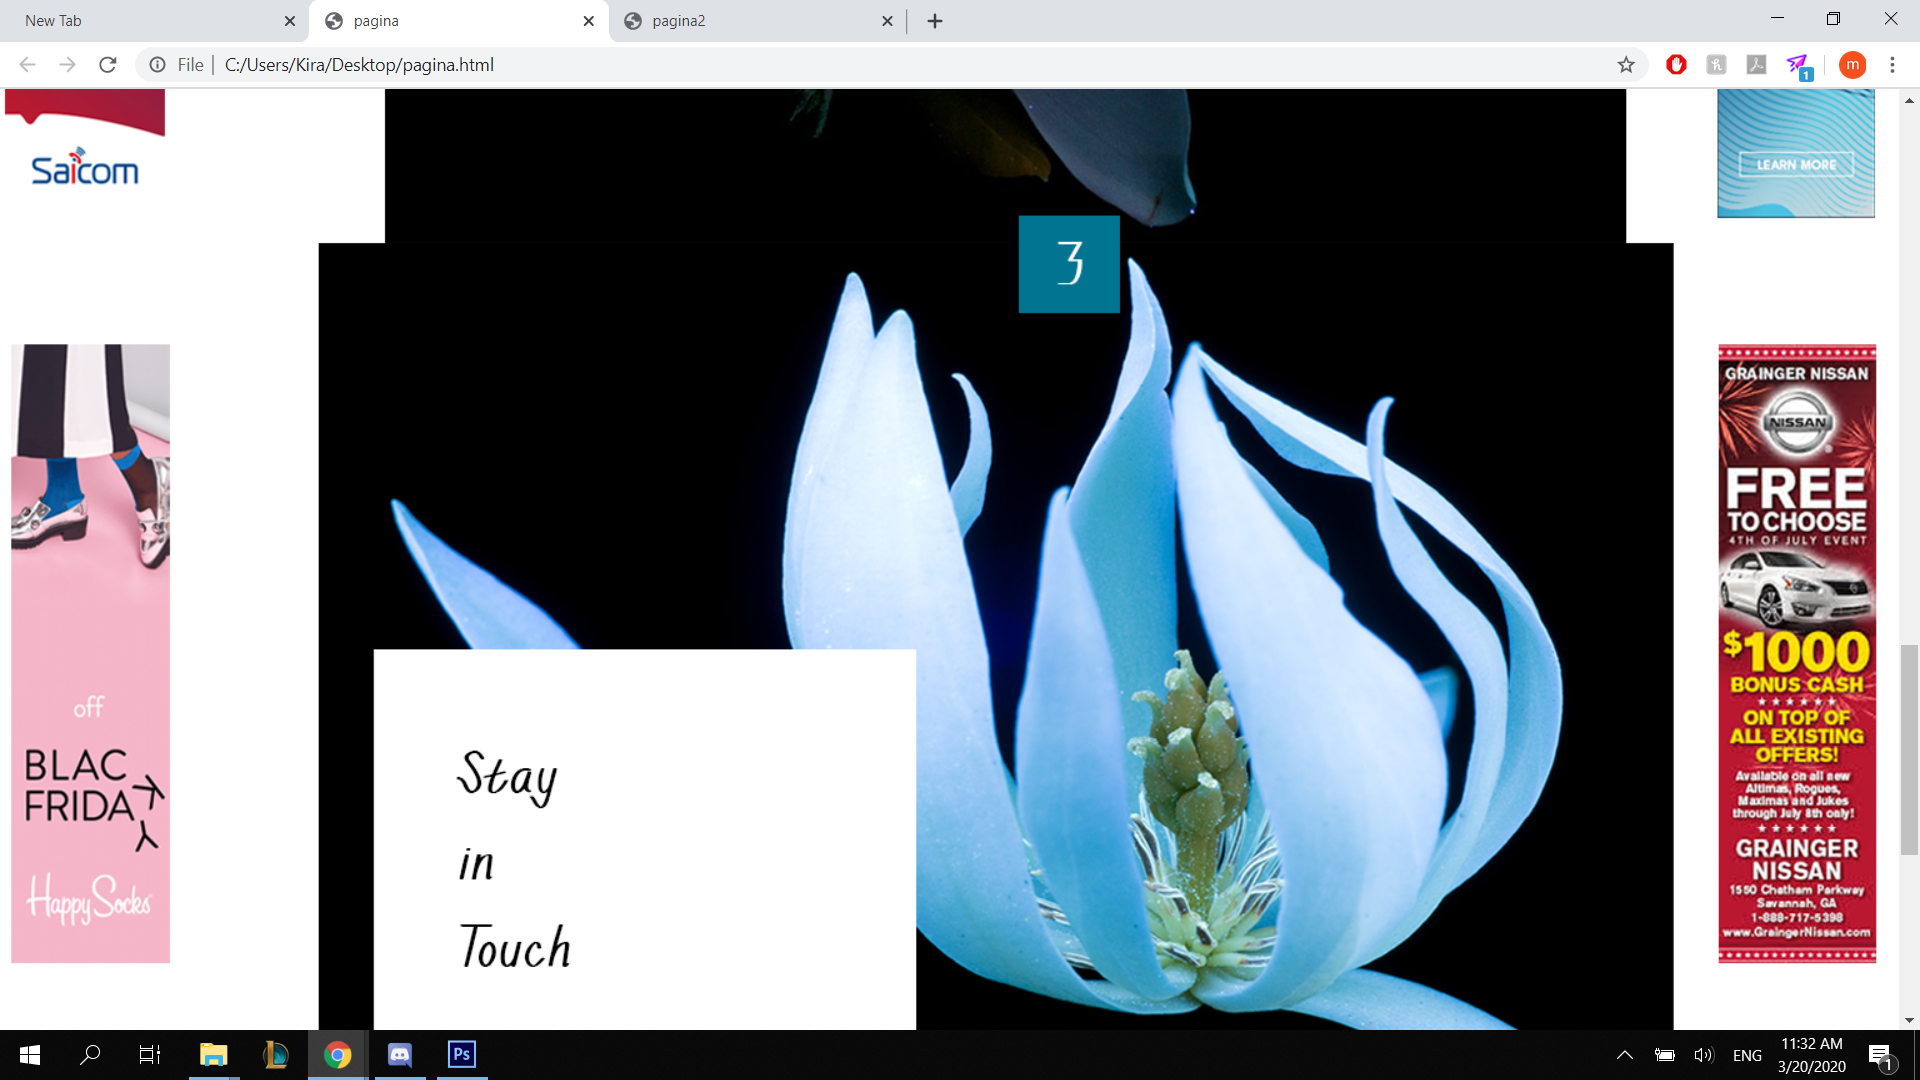 New Tab
pagina
pagina2
File
C:/Users/Kira/Desktop/pagina.html
1
m
Saicom
LEARN MORE
3
off
BLAC
FRIDA
Y
Happy Socks
Stay
in
Touch
GRAINGER NISSAN
NISSAN
FREE
TO CHOOSE
4TH OF JULY EVENT
$1000
BONUS CASH
ON TOP OF
ALL EXISTING
OFFERS!
Available on all new
Altimas, Rogues,
Maximas and Jukes
through July 8th only!
GRAINGER
NISSAN
1550 Chatham Parkway
Savannah, GA
1-888-717-5398
www.GraingerNissan.com
Ps
ENG
11:32 AM
3/20/2020
1